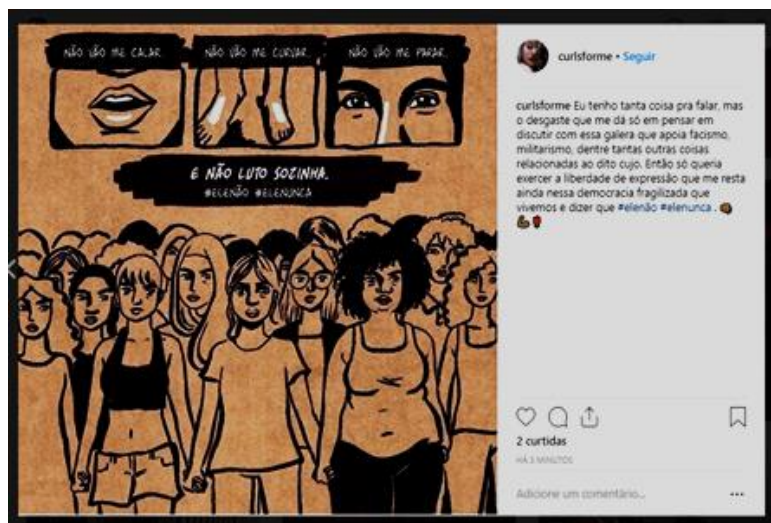 NÃO VÃO ME CALAR.
NÃO VÃO ME CURVAR.
NÃO VÃO ME PARAR.
E NÃO LUTO SOZINHA.
#ELENÃO #ELENUNCA
curlsforme • Seguir
curlsforme Eu tenho tanta coisa pra falar, mas
o desgaste que me dá só em pensar em
discutir com essa galera que apoia facismo,
militarismo, dentre tantas outras coisas
relacionadas ao dito cujo. Então só queria
exercer a liberdade de expressão que me resta
ainda nessa democracia fragilizada que
vivemos e dizer que #elenão #elenunca .
2 curtidas
HÁ 3 MINUTOS
Adicione um comentário...